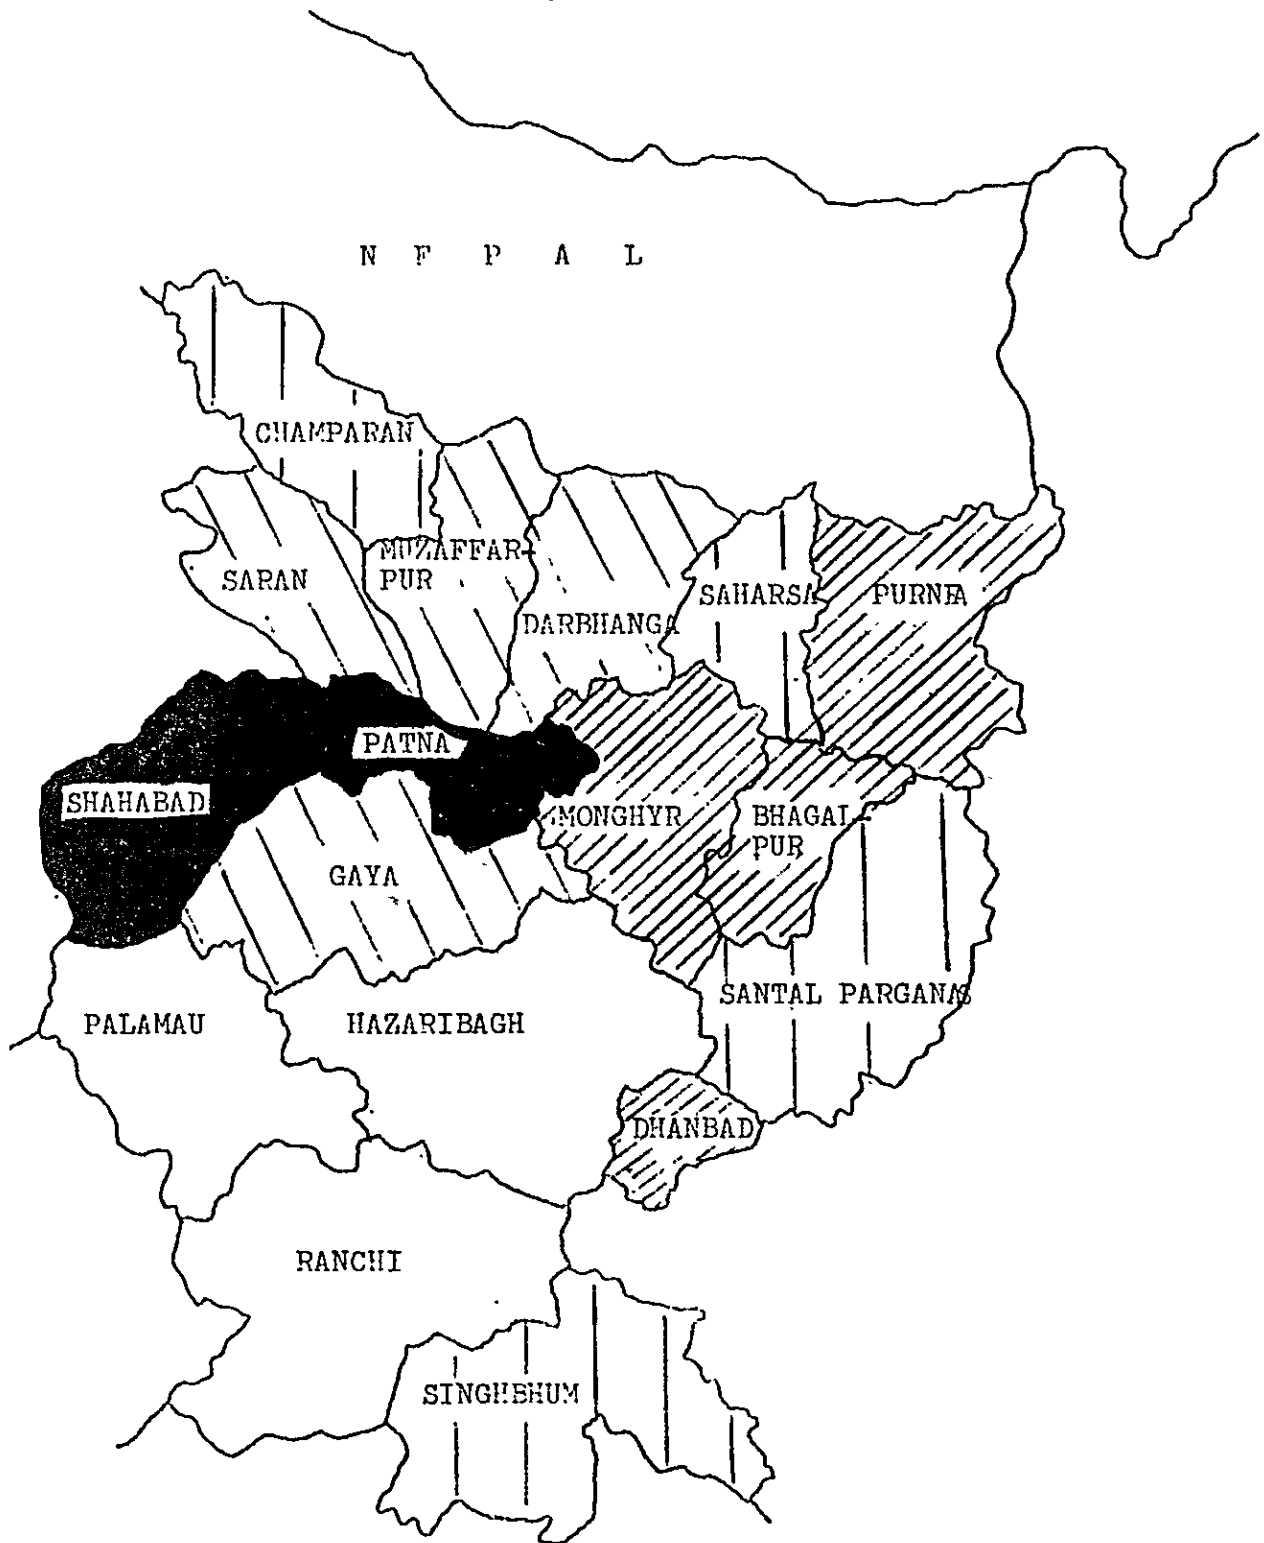 N E P A L
CHAMPARAN
MUZAFFAR-
PUR
SARAN
DARBHANGA
SAHARSA
PURNEA
PATNA
SHAHABAD
MONGHYR
BHAGAL
PUR
GAYA
SANTAL PARGANAS
PALAMAU
HAZARIBAGH
DHANBAD
RANCHI
SINGHBHUM